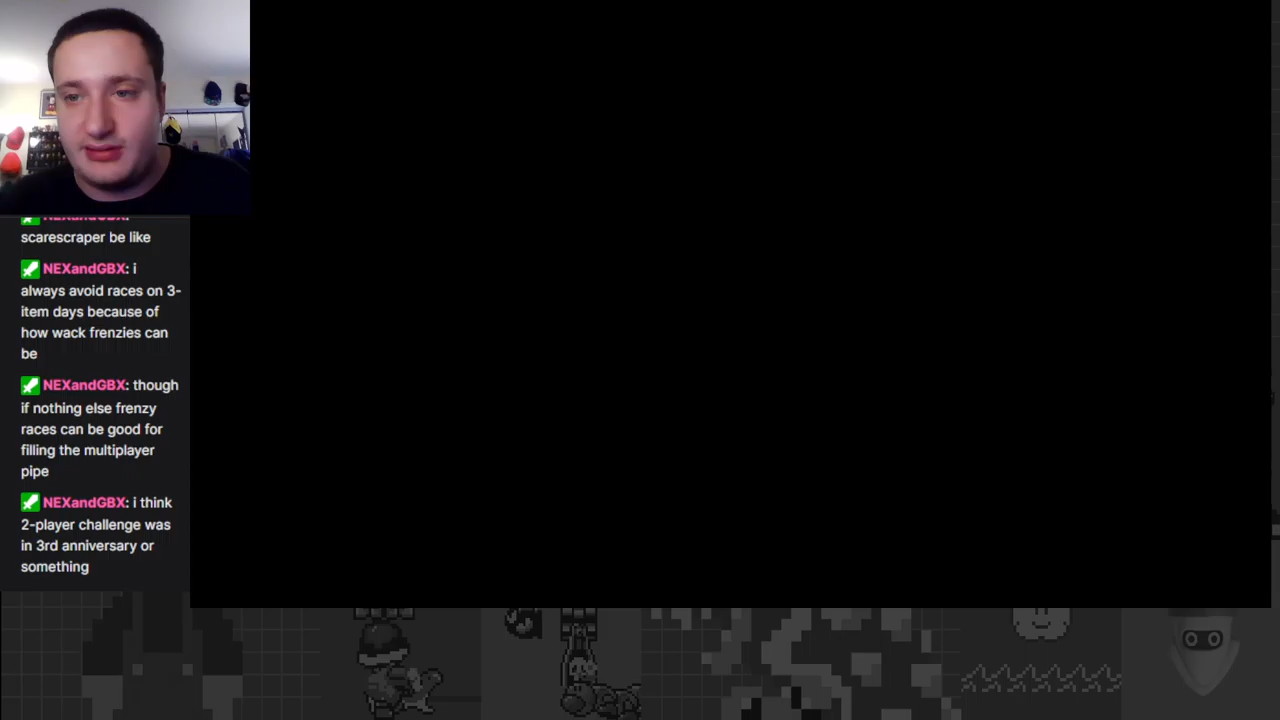 NEXandGBX:
scarescraper be like
NEXandGBX: i
always avoid races on 3-
item days because of
how wack frenzies can
be
NEXandGBX: though
if nothing else frenzy
races can be good for
filling the multiplayer
pipe
NEXandGBX: i think
2-player challenge was
in 3rd anniversary or
something